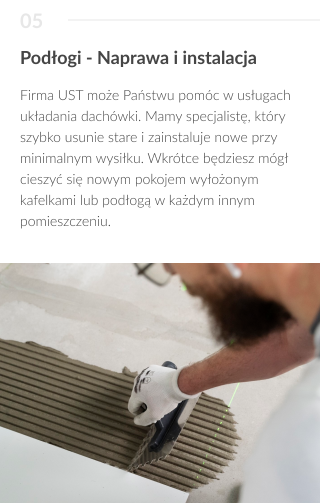 05
Podłogi - Naprawa i instalacja
Firma UST może Państwu pomóc w usługach
układania dachówki. Mamy specjalistę, który
szybko usunie stare i zainstaluje nowe przy
minimalnym wysiłku. Wkrótce będziesz mógł
cieszyć się nowym pokojem wyłożonym
kafelkami lub podłogą w każdym innym
pomieszczeniu.